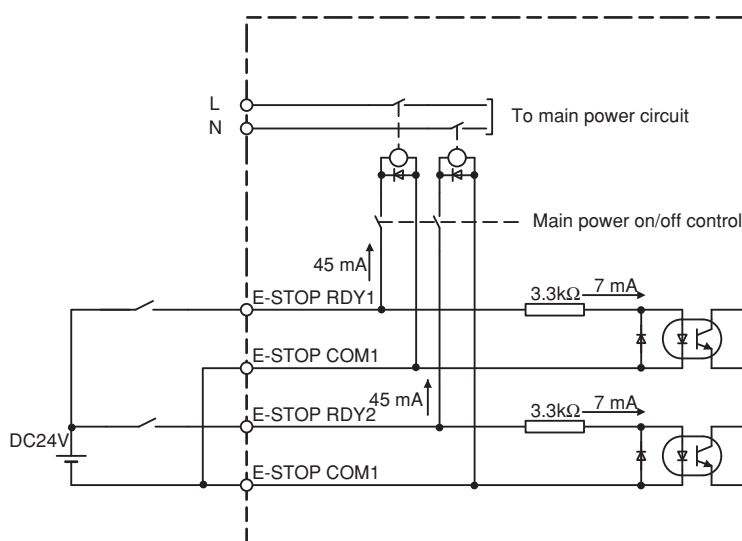 L
N
To main power circuit
Main power on/off control
45 mA
E-STOP RDY1
3.3kΩ
7 mA
E-STOP COM1
45 mA
E-STOP RDY2
3.3kΩ
7 mA
DC24V
E-STOP COM1